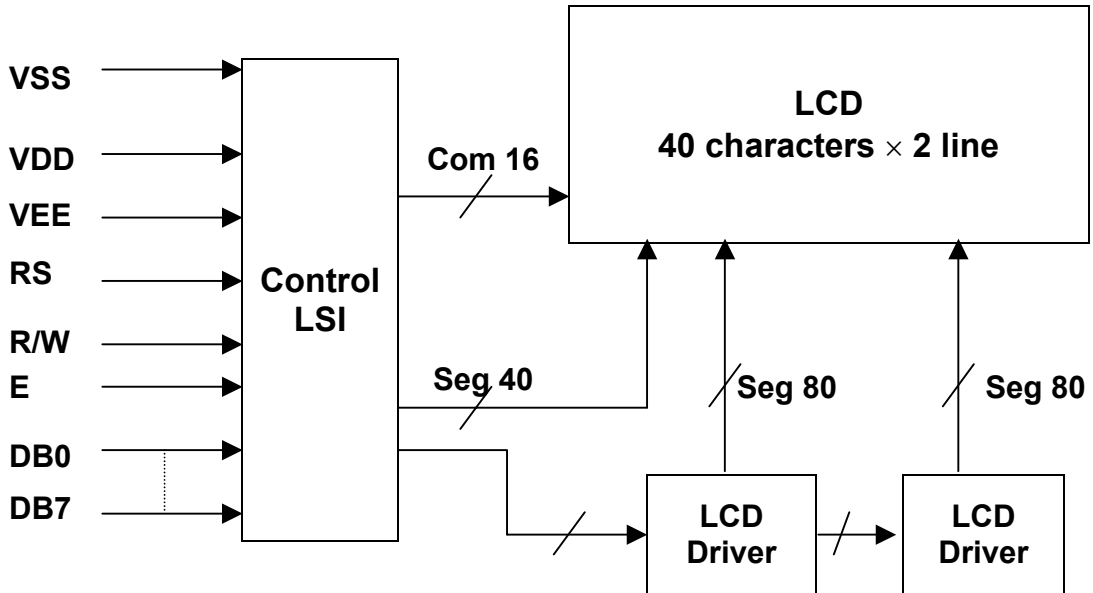 VSS
VDD
VEE
RS
R/W
E
DB0
DB7
Control
LSI
Com 16
Seg 40
LCD
40 characters × 2 line
Seg 80
Seg 80
LCD
Driver
LCD
Driver